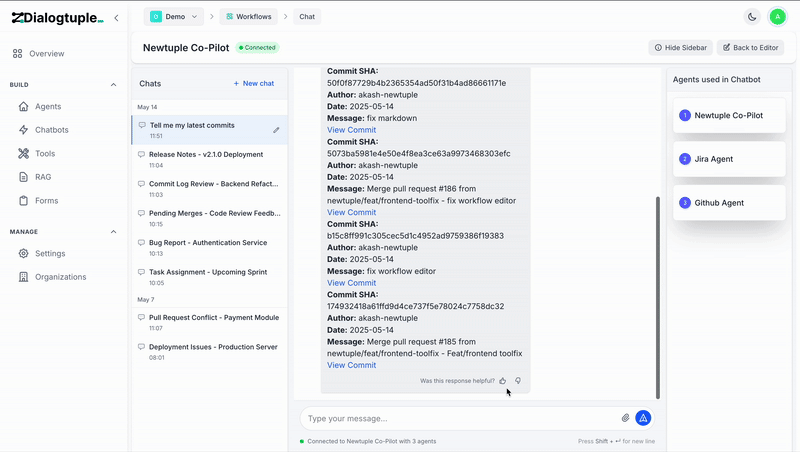 Dialogtuple
Demo
Workflows
Chat
A
Overview
BUILD
Agents
Chatbots
Tools
RAG
Forms
MANAGE
Settings
Organizations
Newtuple Co-Pilot
Connected
Hide Sidebar
Back to Editor
Chats
+ New chat
May 14
Tell me my latest commits
11:51
Release Notes - v2.1.0 Deployment
11:04
Commit Log Review - Backend Refact...
11:03
Pending Merges - Code Review Feedb...
10:15
Bug Report - Authentication Service
10:13
Task Assignment - Upcoming Sprint
10:05
May 7
Pull Request Conflict - Payment Module
11:07
Deployment Issues - Production Server
08:01
Commit SHA:
50f0f87729b4b2365354ad50f31b4ad86661171e
Author: akash-newtuple
Date: 2025-05-14
Message: fix markdown
View Commit
Commit SHA:
5073ba5981e4e50e4f8ea3ce63a9973468303efc
Author: akash-newtuple
Date: 2025-05-14
Message: Merge pull request #186 from
newtuple/feat/frontend-toolfix - fix workflow editor
View Commit
Commit SHA:
b15c8ff991c305cec5d1c4952ad9759386f19383
Author: akash-newtuple
Date: 2025-05-14
Message: fix workflow editor
View Commit
Commit SHA:
174932418a61ffd9d4ce737f5e78024c7758dc32
Author: akash-newtuple
Date: 2025-05-14
Message: Merge pull request #185 from
newtuple/feat/frontend-toolfix - Feat/frontend toolfix
View Commit
Was this response helpful?
Type your message...
Connected to Newtuple Co-Pilot with 3 agents
Press Shift + ↵ for new line
Agents used in Chatbot
1 Newtuple Co-Pilot
2 Jira Agent
3 Github Agent